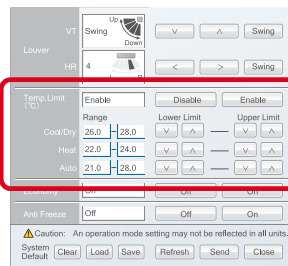 Up
VT Swing ∨ ∧ Swing
Down
Louver
HR 4 < > Swing
Temp.Limit (℃) Enable Disable Enable
Range Lower Limit Upper Limit
Cool/Dry 26.0 – 28.0 ∨ ∧ — ∨ ∧
Heat 22.0 – 24.0 ∨ ∧ — ∨ ∧
Auto 21.0 – 28.0 ∨ ∧ — ∨ ∧
Economy Off Off
Anti Freeze Off Off On
Caution: An operation mode setting may not be reflected in all units.
System Default Clear Load Save Refresh Send Close